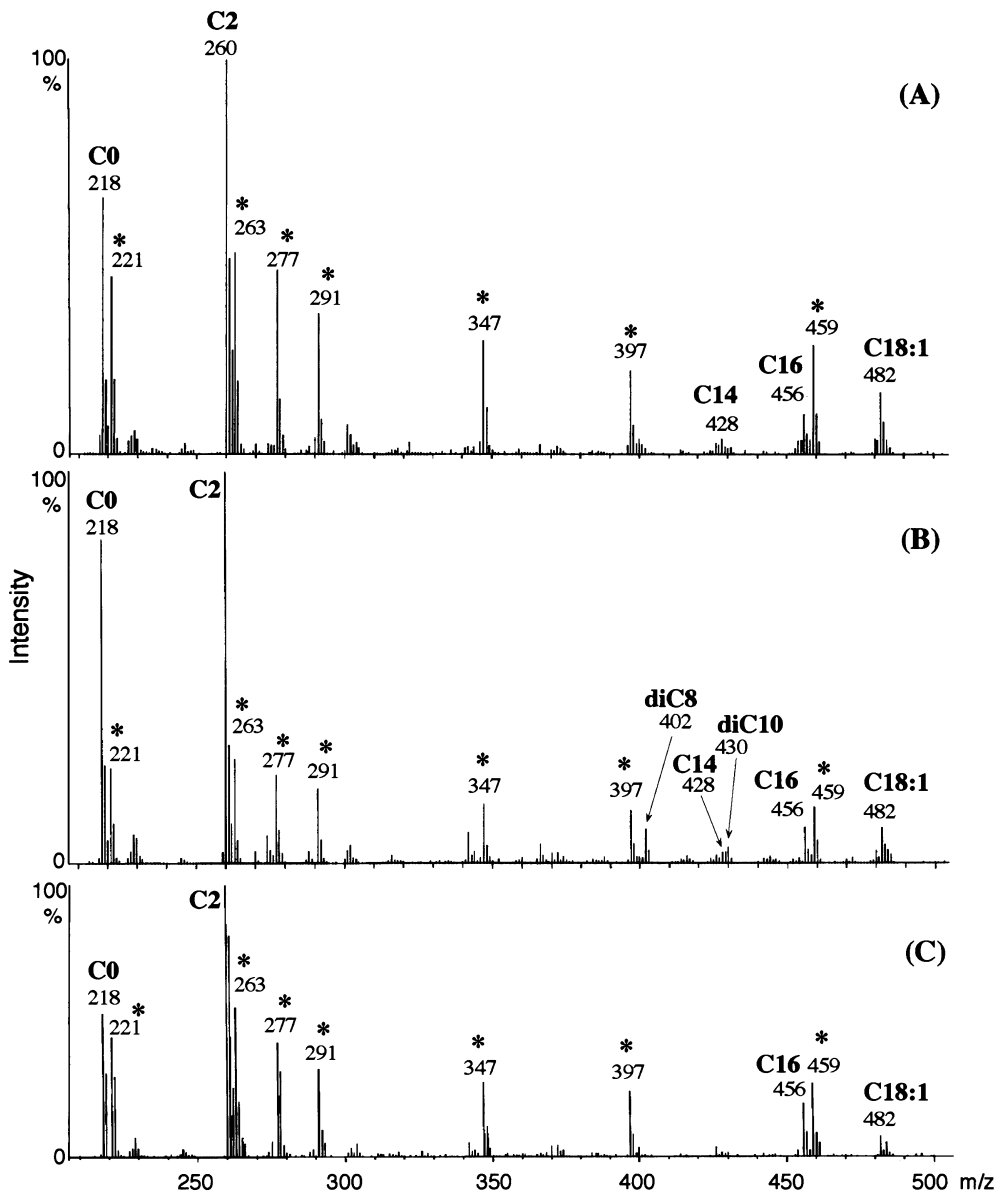 C2
100 260
%
(A)
C0
218 *
263
*
221
*
277
*
291
*
347
*
397
*
459
C18:1
C16
482
456
C14
428
0
100
%
C2
C0
218
(B)
*
263
*
221
*
277
*
291
*
347
diC8
402
diC10
430
*
397
C14
428
C16
456
*
459
C18:1
482
0
Intensity
100
%
C2
(C)
C0
218
*
221
*
263
*
277
*
291
*
347
*
397
*
C16 459
456
C18:1
482
0
250 300 350 400 450 500 m/z